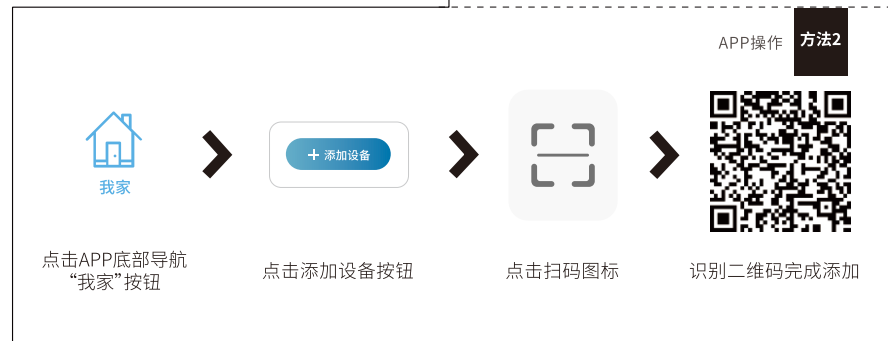 APP操作
方法2
我家
+ 添加设备
点击APP底部导航
“我家”按钮
点击添加设备按钮
点击扫码图标
识别二维码完成添加